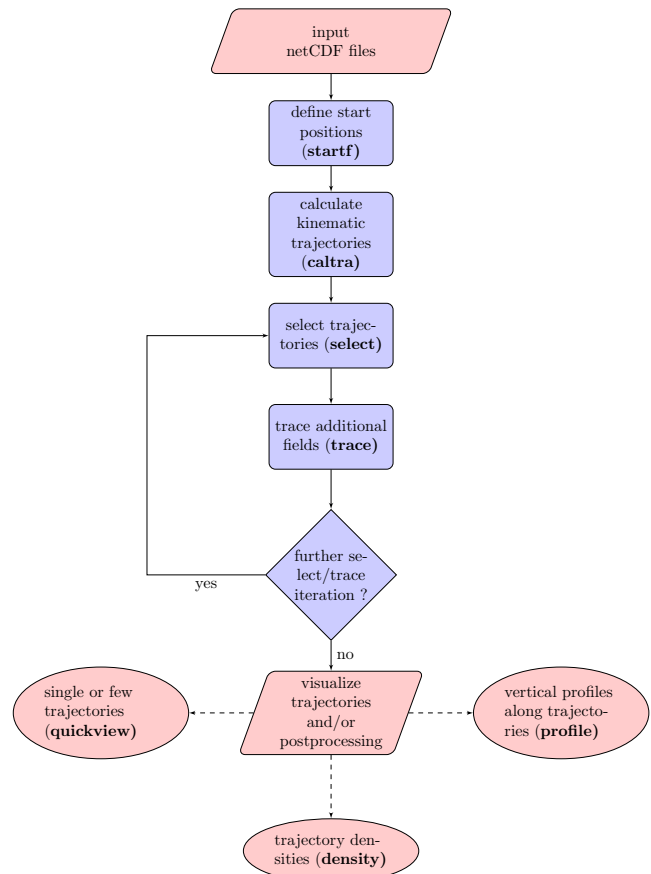 input
netCDF files
define start
positions
(startf)
calculate
kinematic
trajectories
(caltra)
select trajec-
tories (select)
trace additional
fields (trace)
further se-
lect/trace
iteration ?
yes
no
visualize
trajectories
and/or
postprocessing
single or few
trajectories
(quickview)
vertical profiles
along trajecto-
ries (profile)
trajectory den-
sities (density)